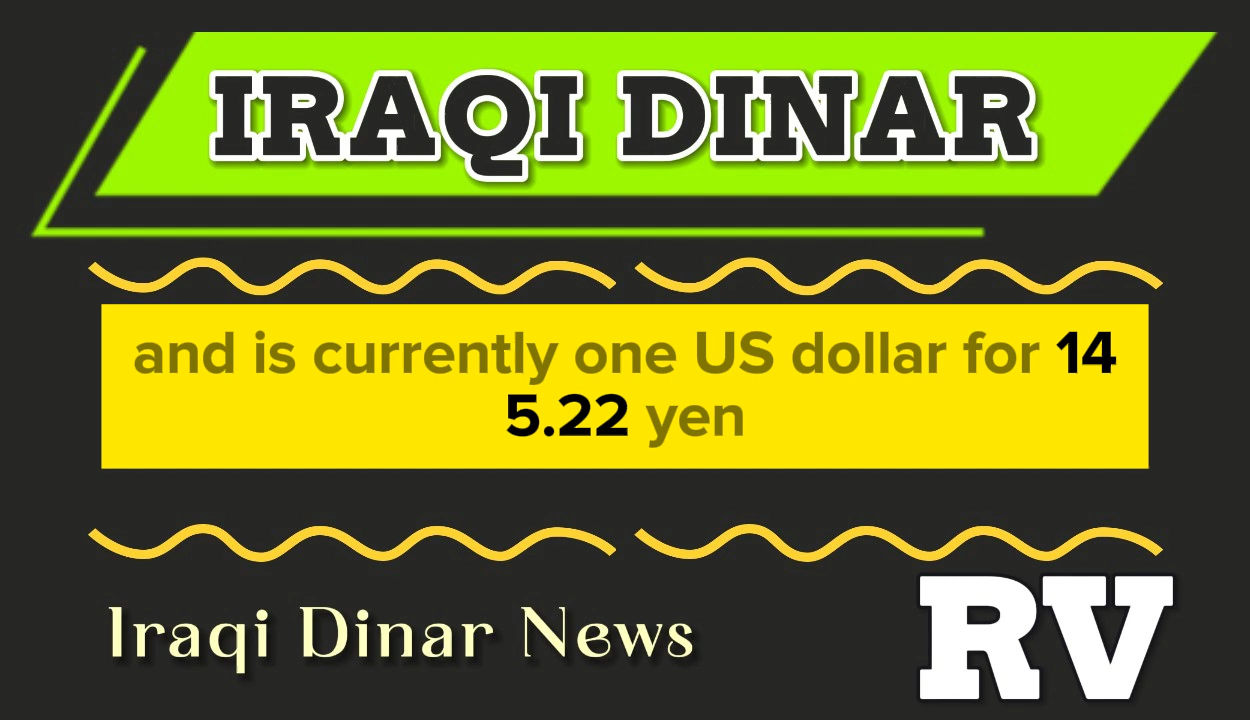 IRAQI DINAR
and is currently one US dollar for 14
5.22 yen
Iraqi Dinar News
RV